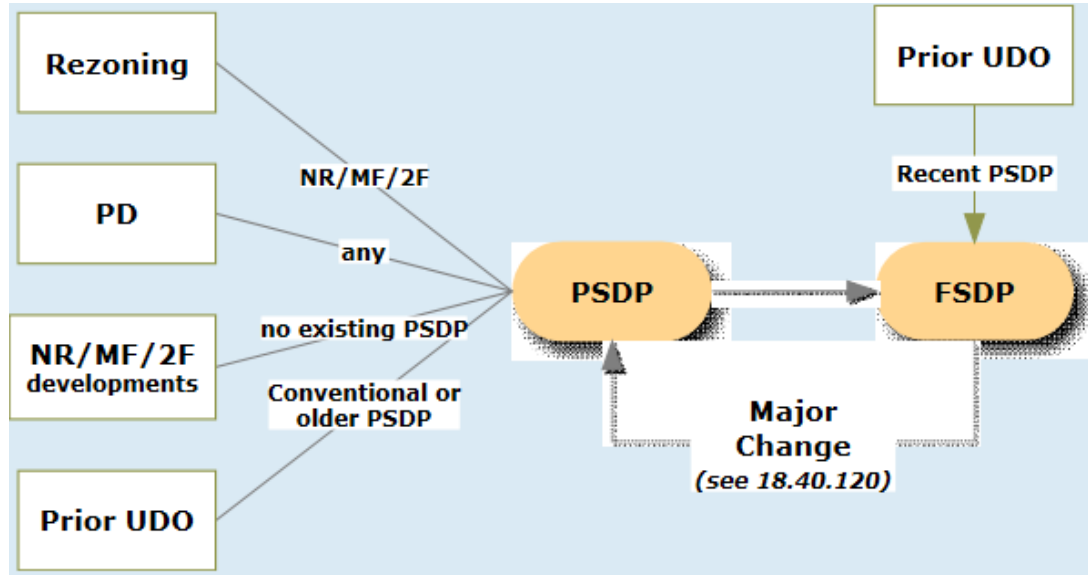 Rezoning
Prior UDO
NR/MF/2F
Recent PSDP
PD
any
PSDP
FSDP
no existing PSDP
NR/MF/2F
developments
Conventional or
older PSDP
Major
Change
(see 18.40.120)
Prior UDO